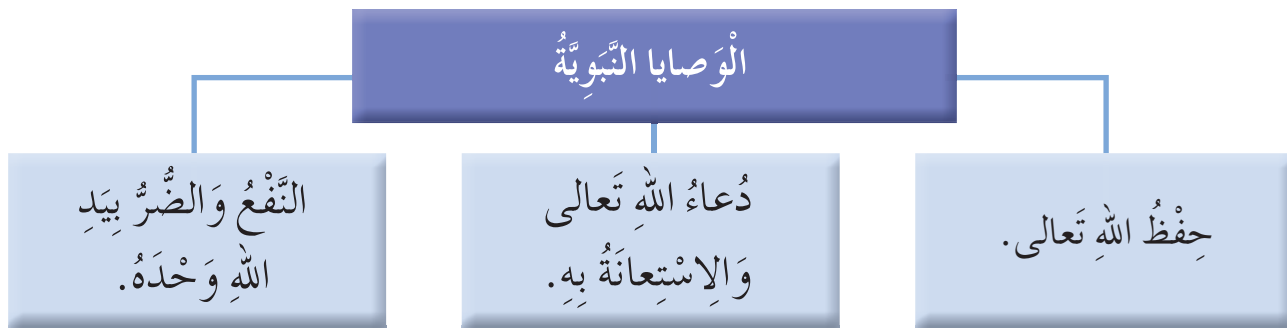 الْوَصايا النَّبَوِيَّةُ
حِفْظُ اللهِ تَعالى.
دُعاءُ اللهِ تَعالى
وَالِاسْتِعانَةُ بِهِ.
النَّفْعُ وَالضُّرُّ بِيَدِ
اللهِ وَحْدَهُ.